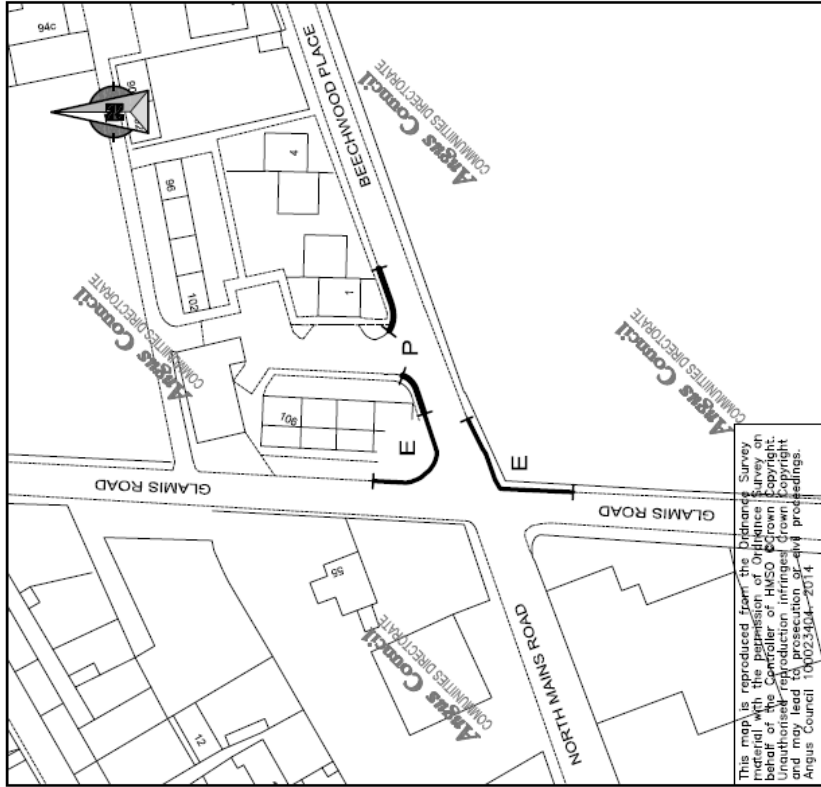 94c
N
BEECHWOOD PLACE
Angus Council
COMMUNITIES DIRECTORATE
96
4
102
Angus Council
COMMUNITIES DIRECTORATE
1
P
106
E
GLAMIS ROAD
E
Angus Council
COMMUNITIES DIRECTORATE
55
GLAMIS ROAD
Angus Council
COMMUNITIES DIRECTORATE
12
NORTH MAINS ROAD
This map is reproduced from the Ordnance Survey
material with the permission of Ordnance Survey on
behalf of the Controller of HMSO © Crown Copyright.
Unauthorised reproduction infringes Crown Copyright
and may lead to prosecution or civil proceedings.
Angus Council 100023404. 2014